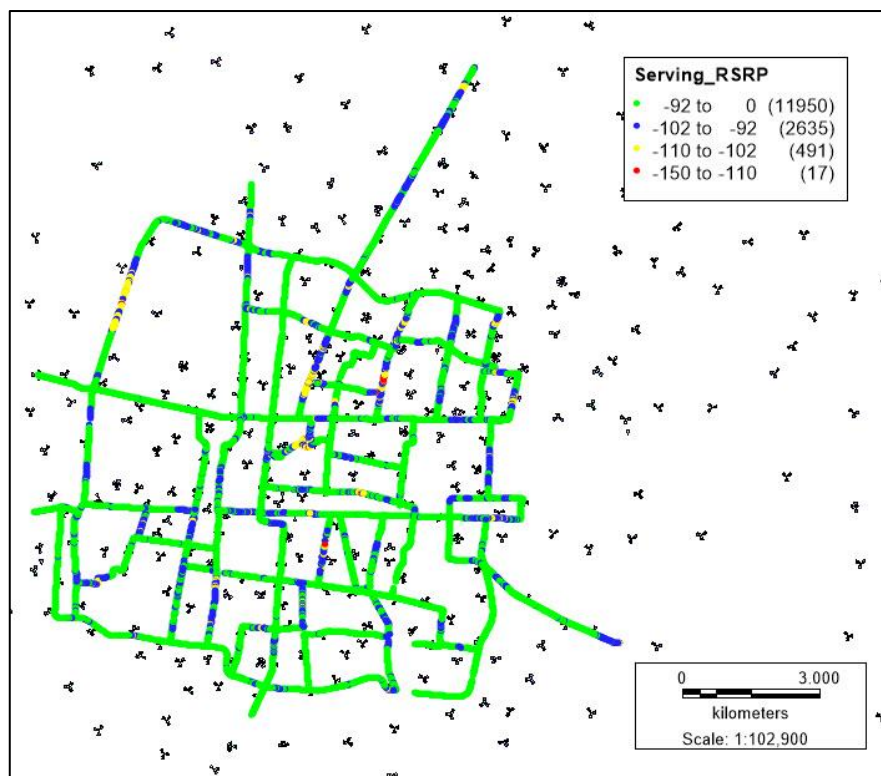 Serving_RSRP
-92 to 0 (11950)
-102 to -92 (2635)
-110 to -102 (491)
-150 to -110 (17)
0 3.000
kilometers
Scale: 1:102,900